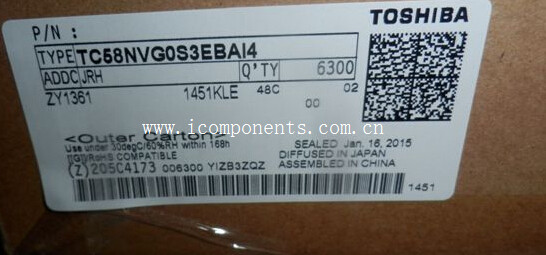 P/N :
TOSHIBA
TYPE TC58NVG0S3EBAI4
ADDC JRH Q'TY 6300
ZY1361 1451KLE 48C 02
00
www.icomponents.com.cn
<Outer Carton>
Use under 30degC/60%RH within 168h
SEALED Jan. 16, 2015
[[G]]/RoHS COMPATIBLE
DIFFUSED IN JAPAN
(Z)205C4173 006300 YIZB3ZQZ
ASSEMBLED IN CHINA
1451